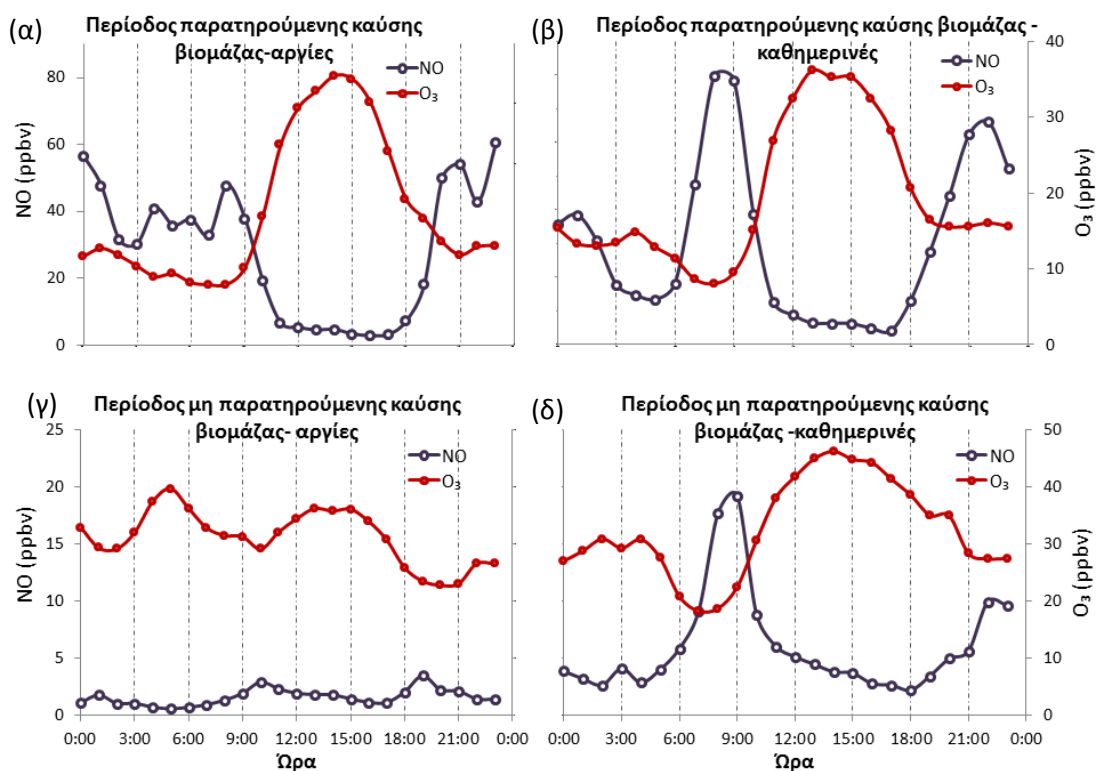 (α)
Περίοδος παρατηρούμενης καύσης
βιομάζας-αργίες
NO
O₃
NO (ppbv)
80
60
40
20
0
(β)
Περίοδος παρατηρούμενης καύσης βιομάζας -
καθημερινές
NO
O₃
40
30
20
10
0
O₃ (ppbv)
(γ)
Περίοδος μη παρατηρούμενης καύσης
βιομάζας- αργίες
NO
O₃
NO (ppbv)
25
20
15
10
5
0
0:00 3:00 6:00 9:00 12:00 15:00 18:00 21:00 0:00
Ώρα
(δ)
Περίοδος μη παρατηρούμενης καύσης
βιομάζας -καθημερινές
NO
O₃
50
40
30
20
10
0
O₃ (ppbv)
0:00 3:00 6:00 9:00 12:00 15:00 18:00 21:00 0:00
Ώρα